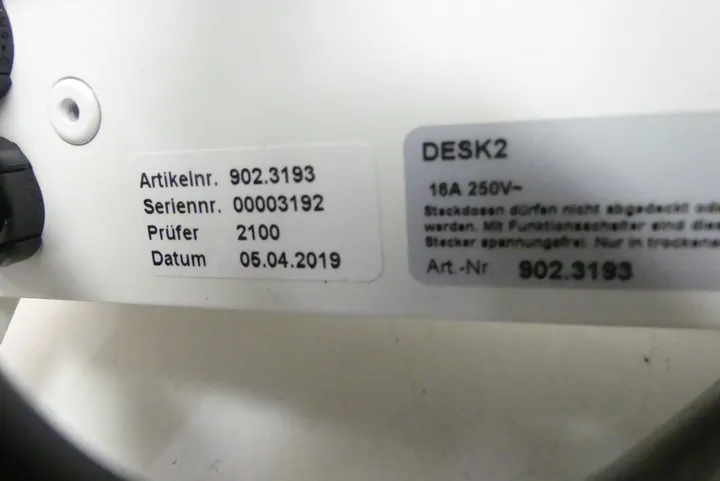 Artikelnr. 902.3193
Seriennr. 00003192
Prüfer 2100
Datum 05.04.2019
DESK2
16A 250V~
Steckdosen dürfen nicht abgedeckt
werden. Mit Funktionsschalter sind
Stecker spannungsfrei. Nur in
Art.-Nr. 902.3193